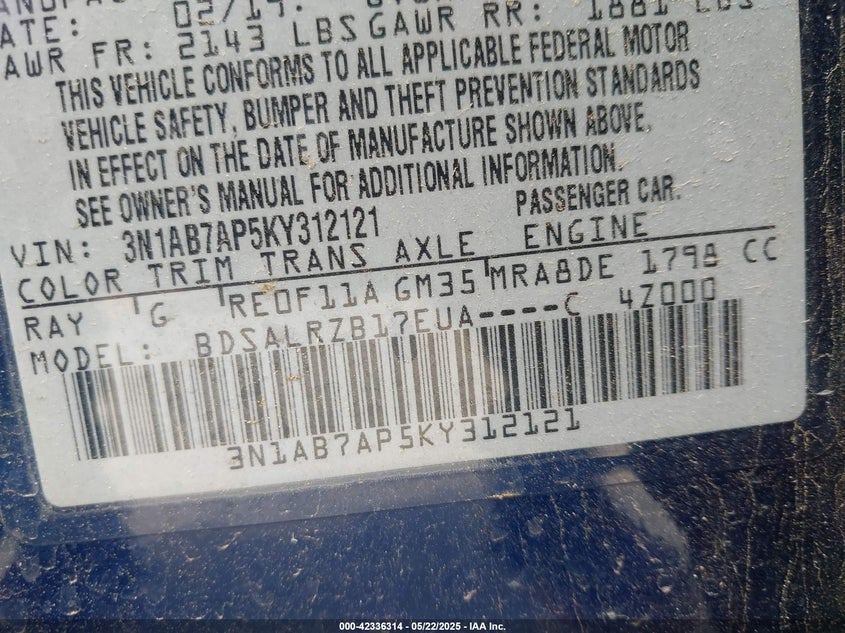 ATE: 02/19.
AWR FR: 2143 LBS GAWR RR: 1881 LBS
THIS VEHICLE CONFORMS TO ALL APPLICABLE FEDERAL MOTOR
VEHICLE SAFETY, BUMPER AND THEFT PREVENTION STANDARDS
IN EFFECT ON THE DATE OF MANUFACTURE SHOWN ABOVE.
SEE OWNER'S MANUAL FOR ADDITIONAL INFORMATION.
VIN: 3N1AB7AP5KY312121 PASSENGER CAR.
COLOR TRIM TRANS AXLE ENGINE
RAY G RE0F11A GM35 MRA8DE 1798 CC
MODEL: BDSALRZB17EUA----C 4Z000
3N1AB7AP5KY312121
000-42336314 - 05/22/2025 - IAA Inc.